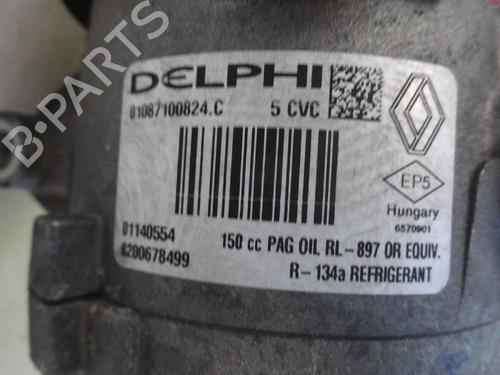 B-PARTS
DELPHI
01087100824.C 5 CVC
EP5
Hungary
6570901
01140554
8200678499
150 cc PAG OIL RL-897 OR EQUIV.
R-134a REFRIGERANT